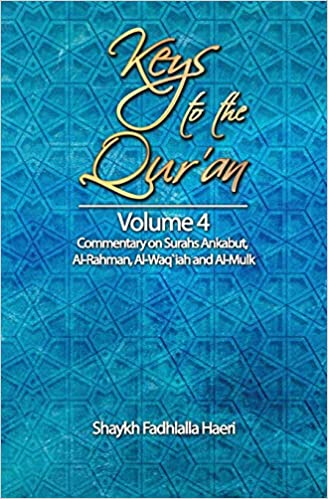 Keys
to the
Qur'an
Volume 4
Commentary on Surahs Ankabut,
Al-Rahman, Al-Waq`iah and Al-Mulk
Shaykh Fadhlalla Haeri